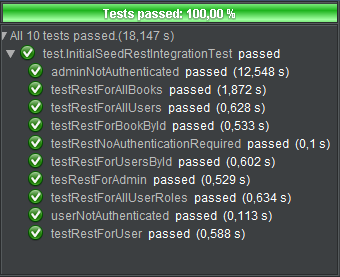 Tests passed: 100,00 %
All 10 tests passed.(18,147 s)
test.InitialSeedRestIntegrationTest passed
adminNotAuthenticated passed (12,548 s)
testRestForAllBooks passed (1,872 s)
testRestForAllUsers passed (0,628 s)
testRestForBookById passed (0,533 s)
testRestNoAuthenticationRequired passed (0,1 s)
testRestForUsersById passed (0,602 s)
tesRestForAdmin passed (0,529 s)
testRestForAllUserRoles passed (0,634 s)
userNotAuthenticated passed (0,113 s)
testRestForUser passed (0,588 s)